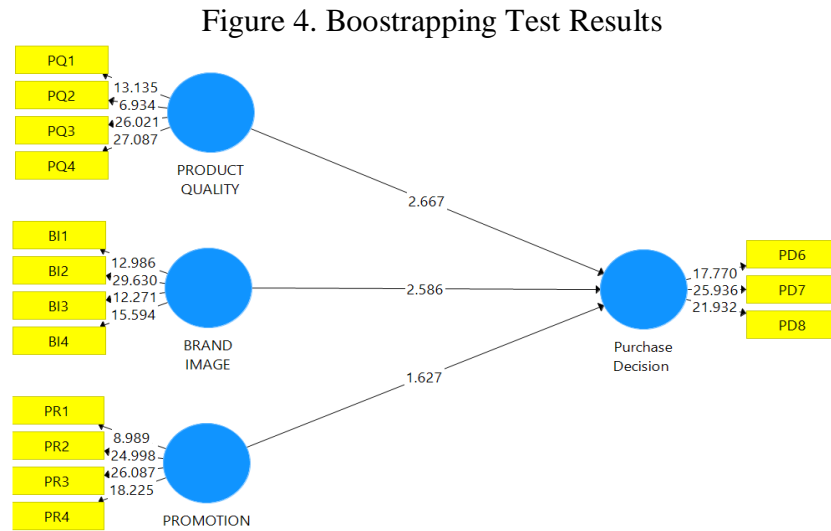 Figure 4. Boostrapping Test Results
PQ1
PQ2
PQ3
PQ4
13.135
6.934
26.021
27.087
PRODUCT
QUALITY
2.667
BI1
BI2
BI3
BI4
12.986
29.630
12.271
15.594
BRAND
IMAGE
2.586
PR1
PR2
PR3
PR4
8.989
24.998
26.087
18.225
PROMOTION
1.627
Purchase
Decision
17.770
25.936
21.932
PD6
PD7
PD8